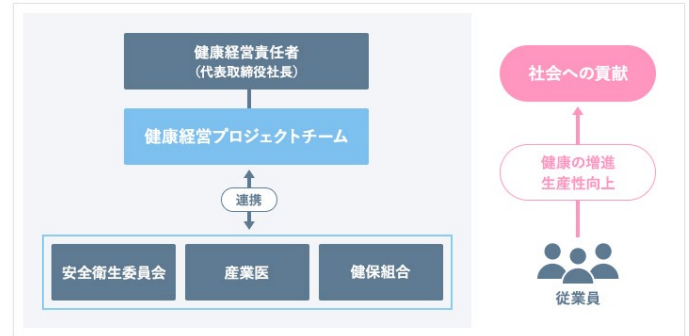 健康経営責任者
（代表取締役社長）
健康経営プロジェクトチーム
連携
安全衛生委員会
産業医
健保組合
社会への貢献
健康の増進
生産性向上
従業員